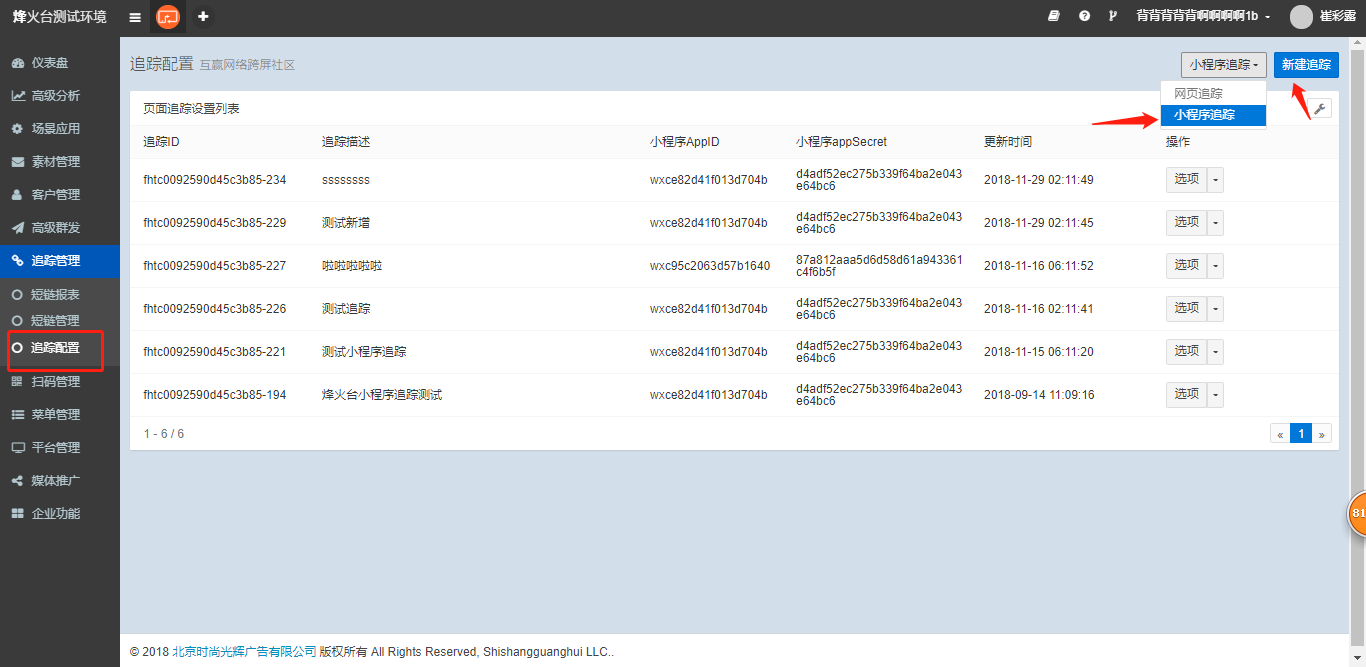 烽火台测试环境
背背背背背啊啊啊啊1b
崔彩露
仪表盘
高级分析
场景应用
素材管理
客户管理
高级群发
追踪管理
短链报表
短链管理
追踪配置
扫码管理
菜单管理
平台管理
媒体推广
企业功能
追踪配置 互赢网络跨屏社区
小程序追踪
新建追踪
网页追踪
小程序追踪
页面追踪设置列表
追踪ID 追踪描述 小程序AppID 小程序appSecret 更新时间 操作
fhtc0092590d45c3b85-234 ssssssss wxce82d41f013d704b d4adf52ec275b339f64ba2e043e64bc6 2018-11-29 02:11:49 选项
fhtc0092590d45c3b85-229 测试新增 wxce82d41f013d704b d4adf52ec275b339f64ba2e043e64bc6 2018-11-29 02:11:45 选项
fhtc0092590d45c3b85-227 啦啦啦啦啦 wxc95c2063d57b1640 87a812aaa5d6d58d61a943361c4f6b5f 2018-11-16 06:11:52 选项
fhtc0092590d45c3b85-226 测试追踪 wxce82d41f013d704b d4adf52ec275b339f64ba2e043e64bc6 2018-11-16 02:11:41 选项
fhtc0092590d45c3b85-221 测试小程序追踪 wxce82d41f013d704b d4adf52ec275b339f64ba2e043e64bc6 2018-11-15 06:11:20 选项
fhtc0092590d45c3b85-194 烽火台小程序追踪测试 wxce82d41f013d704b d4adf52ec275b339f64ba2e043e64bc6 2018-09-14 11:09:16 选项
1 - 6 / 6
« 1 »
81
© 2018 北京时尚光辉广告有限公司 版权所有 All Rights Reserved, Shishangguanghui LLC..